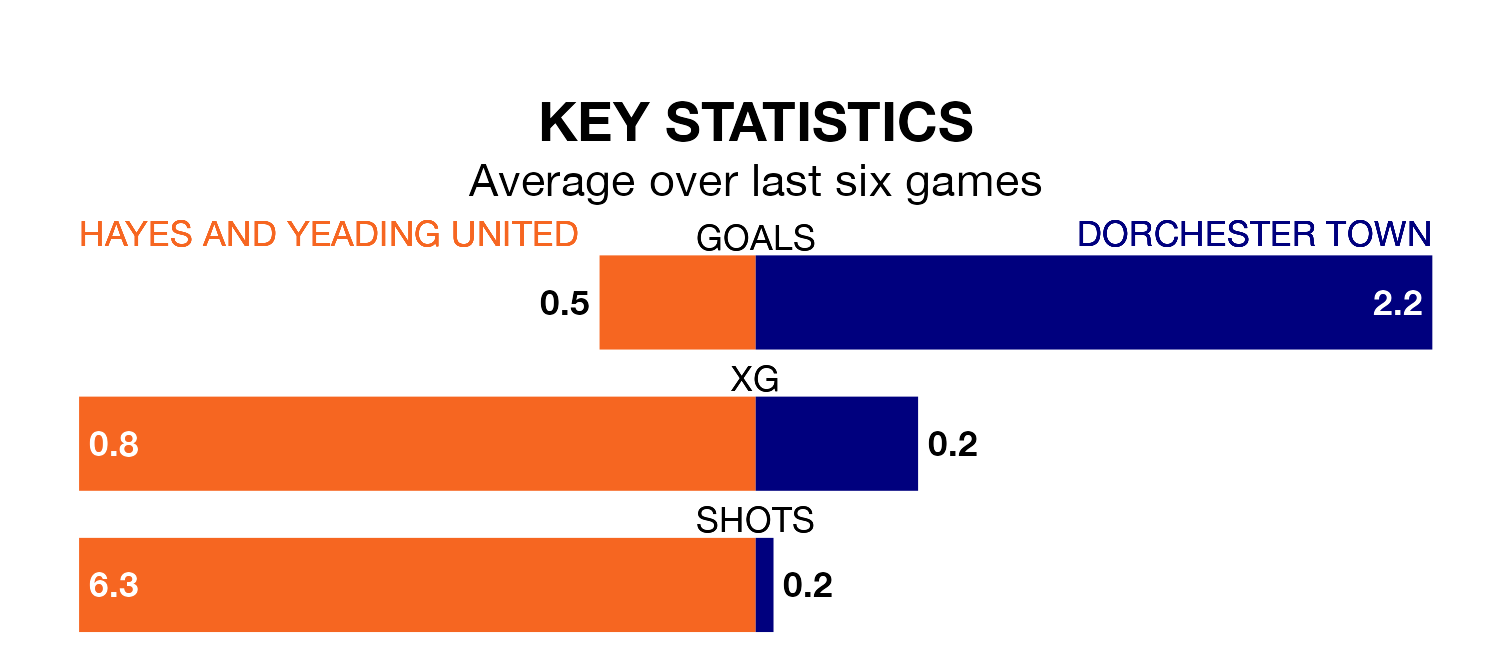 KEY STATISTICS
Average over last six games
HAYES AND YEADING UNITED
GOALS
DORCHESTER TOWN
0.5
2.2
XG
0.8
0.2
SHOTS
6.3
0.2